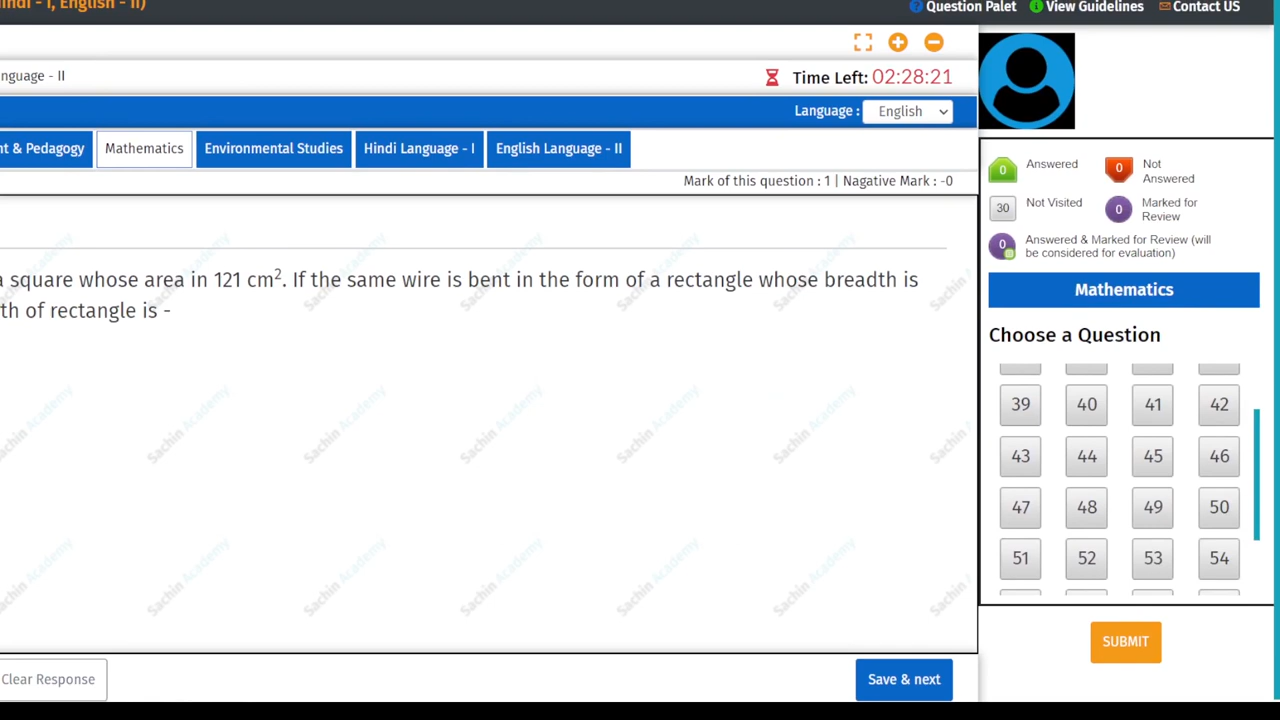 indi - I, English - II)
Question Palet View Guidelines Contact US
nguage - II
Time Left: 02:28:21
Language : English
nt & Pedagogy Mathematics Environmental Studies Hindi Language - I English Language - II
Mark of this question : 1 | Nagative Mark : -0
a square whose area in 121 cm². If the same wire is bent in the form of a rectangle whose breadth is
th of rectangle is -
Clear Response
Save & next
0 Answered
0 Not Answered
30 Not Visited
0 Marked for Review
0 Answered & Marked for Review (will
be considered for evaluation)
Mathematics
Choose a Question
39 40 41 42
43 44 45 46
47 48 49 50
51 52 53 54
SUBMIT
Sachin Academy